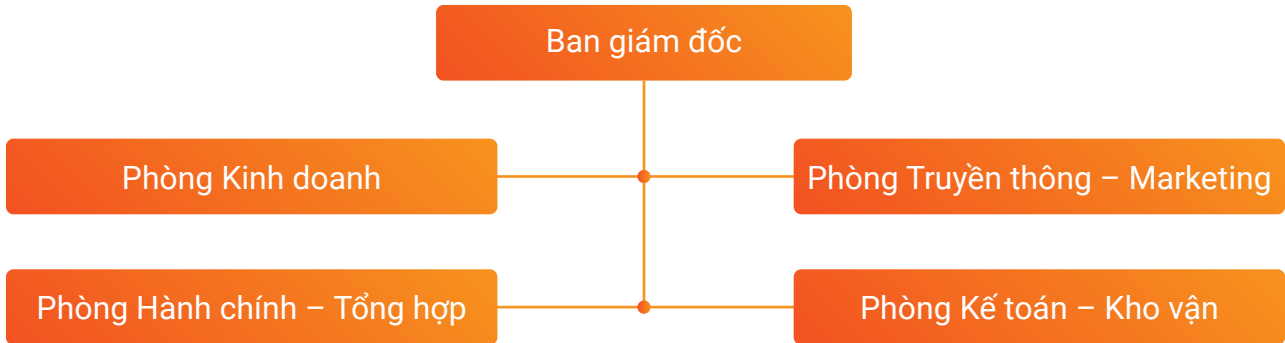 Ban giám đốc
Phòng Kinh doanh
Phòng Truyền thông – Marketing
Phòng Hành chính – Tổng hợp
Phòng Kế toán – Kho vận